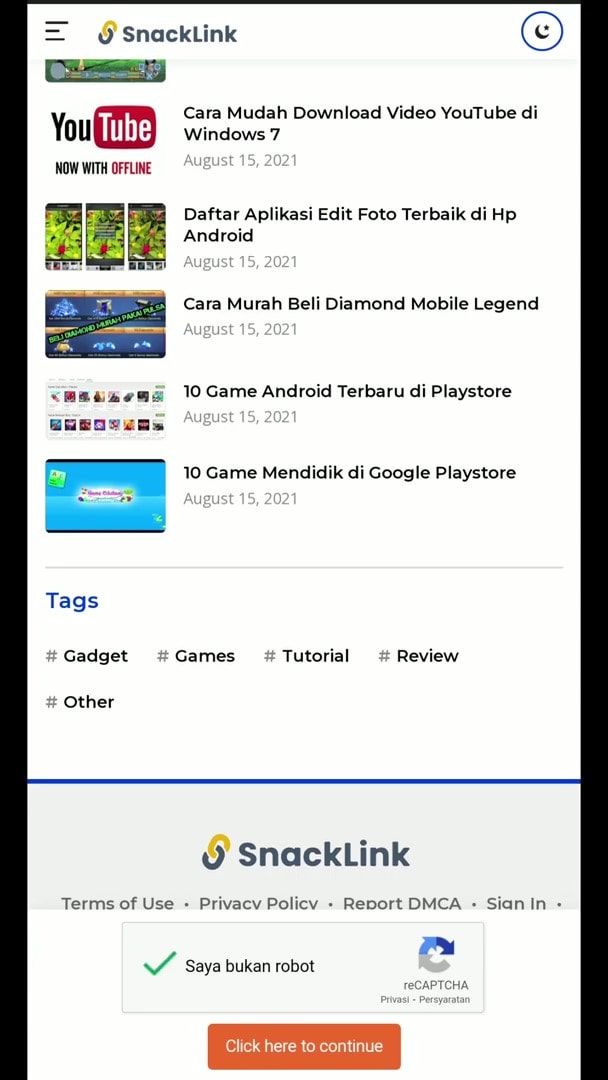 SnackLink
YouTube
NOW WITH OFFLINE
Cara Mudah Download Video YouTube di
Windows 7
August 15, 2021
Daftar Aplikasi Edit Foto Terbaik di Hp
Android
August 15, 2021
BELI DIAMOND MURAH PAKAI PULSA
Cara Murah Beli Diamond Mobile Legend
August 15, 2021
10 Game Android Terbaru di Playstore
August 15, 2021
10 Game Mendidik di Google Playstore
August 15, 2021
Tags
# Gadget # Games # Tutorial # Review
# Other
SnackLink
Terms of Use • Privacy Policy • Report DMCA • Sign In •
Saya bukan robot
reCAPTCHA
Privasi - Persyaratan
Click here to continue